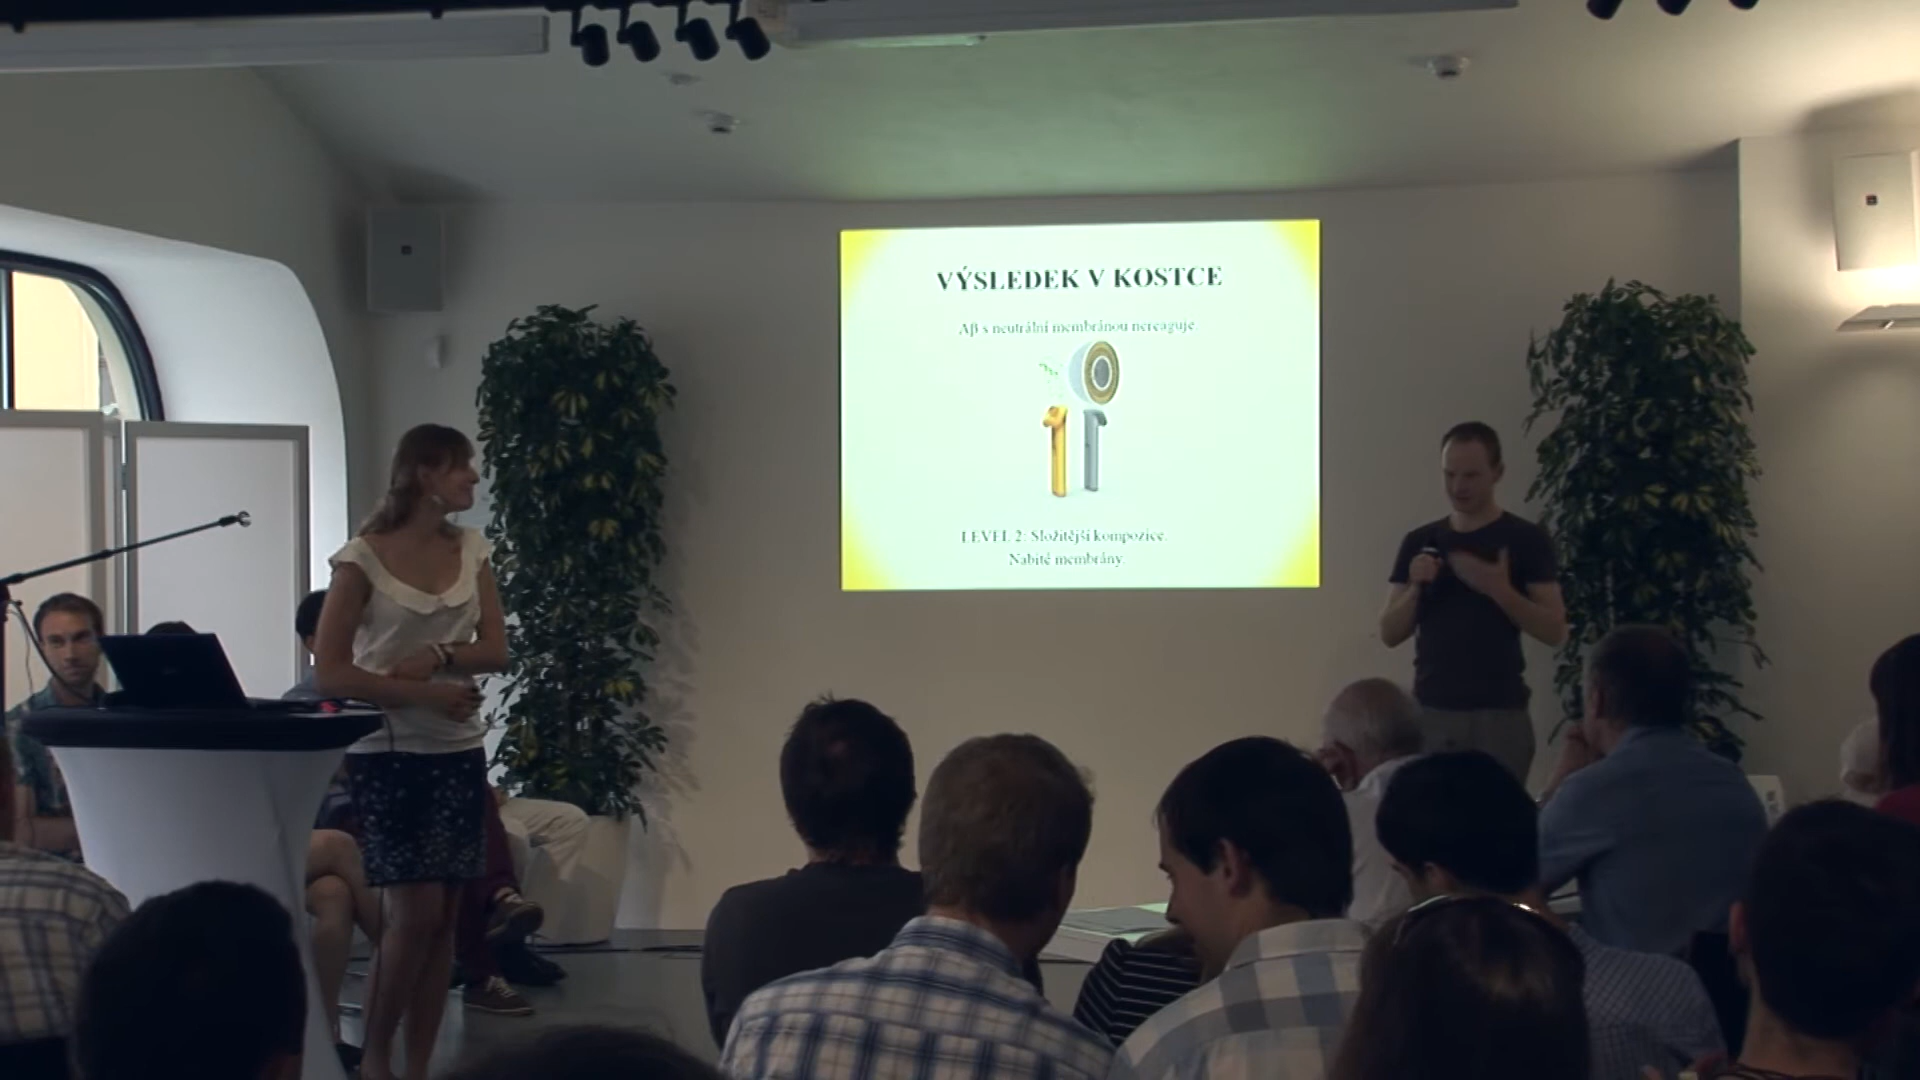 VÝSLEDEK V KOSTCE
Aβ s neutrální membránou nereaguje.
LEVEL 2: Složitější kompozice.
Nabité membrány.